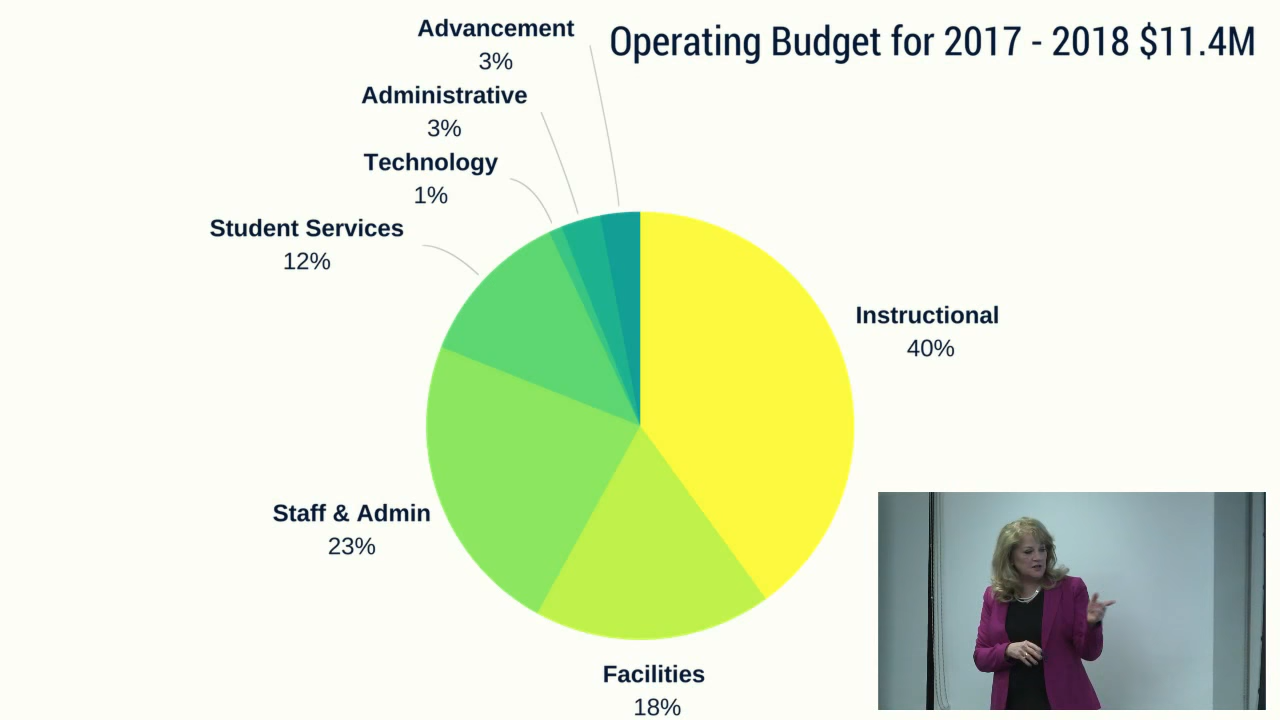 Operating Budget for 2017 - 2018 $11.4M
Advancement
3%
Administrative
3%
Technology
1%
Student Services
12%
Instructional
40%
Staff & Admin
23%
Facilities
18%